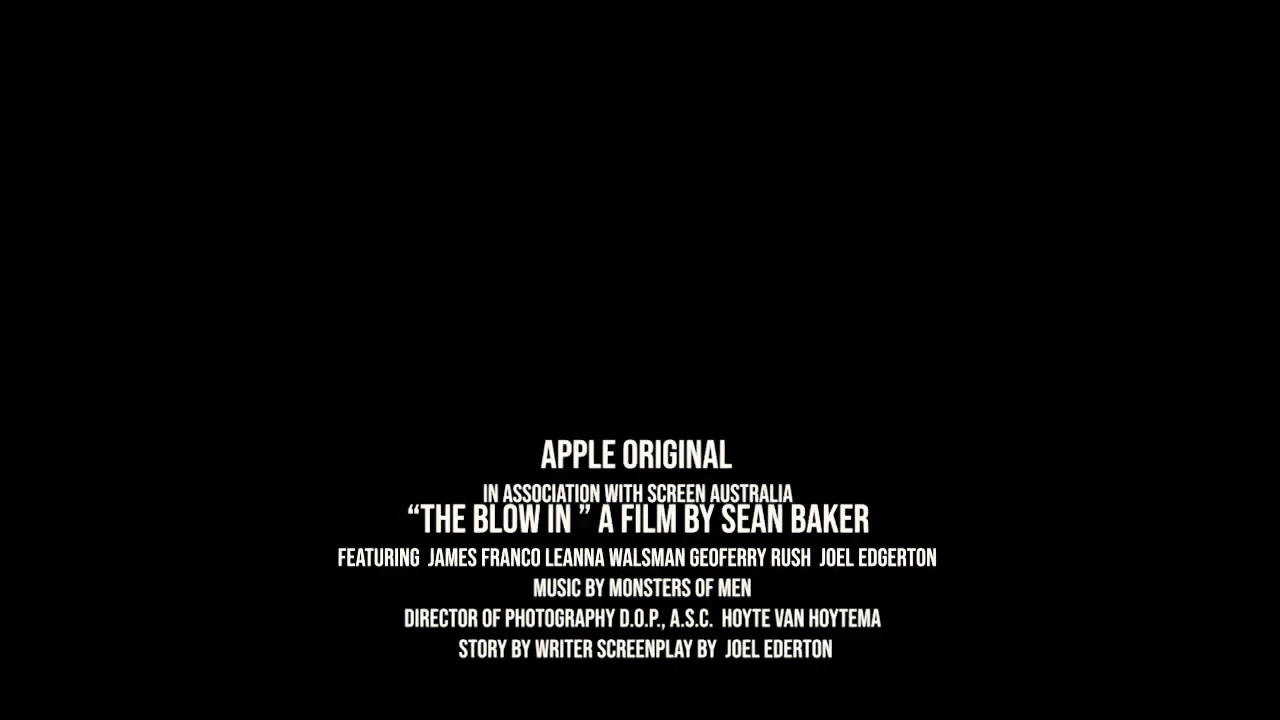 APPLE ORIGINAL
IN ASSOCIATION WITH SCREEN AUSTRALIA
“THE BLOW IN ” A FILM BY SEAN BAKER
FEATURING  JAMES FRANCO LEANNA WALSMAN GEOFERRY RUSH  JOEL EDGERTON
MUSIC BY MONSTERS OF MEN
DIRECTOR OF PHOTOGRAPHY D.O.P., A.S.C.  HOYTE VAN HOYTEMA
STORY BY WRITER SCREENPLAY BY  JOEL EDERTON